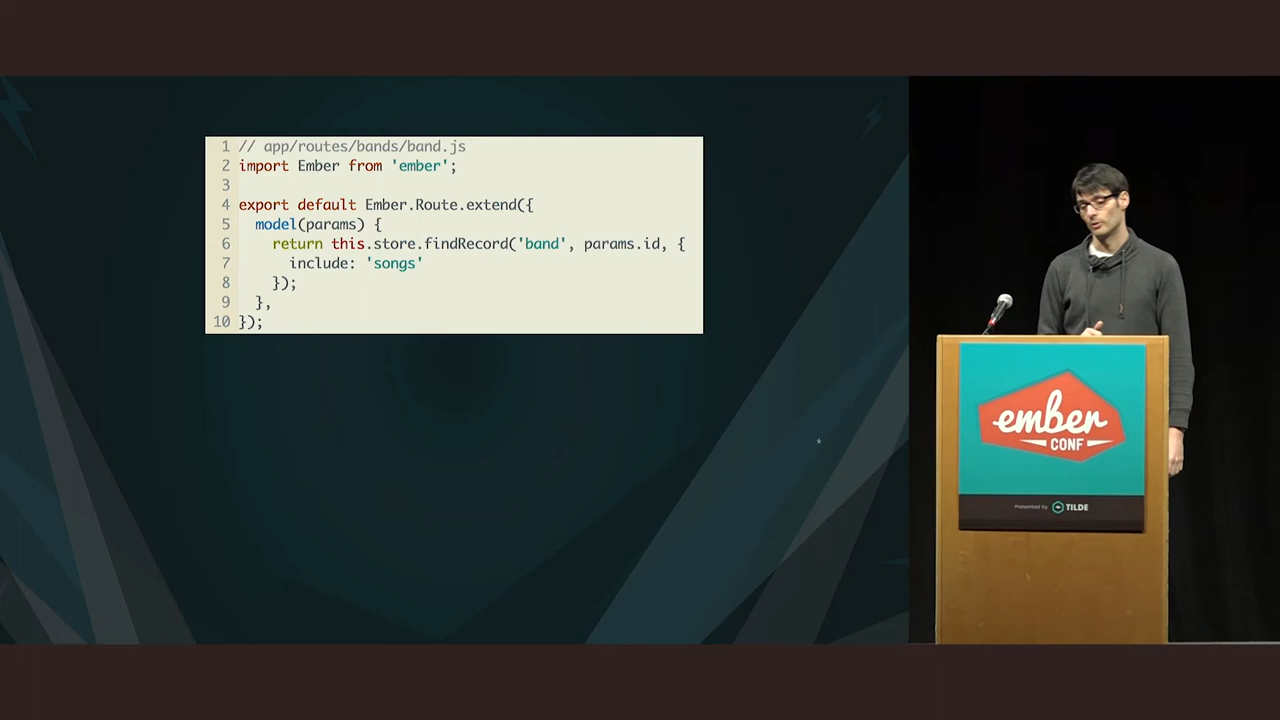 1 // app/routes/bands/band.js
2 import Ember from 'ember';
3
4 export default Ember.Route.extend({
5   model(params) {
6     return this.store.findRecord('band', params.id, {
7       include: 'songs'
8     });
9   },
10 });
ember
CONF
Presented by TILDE